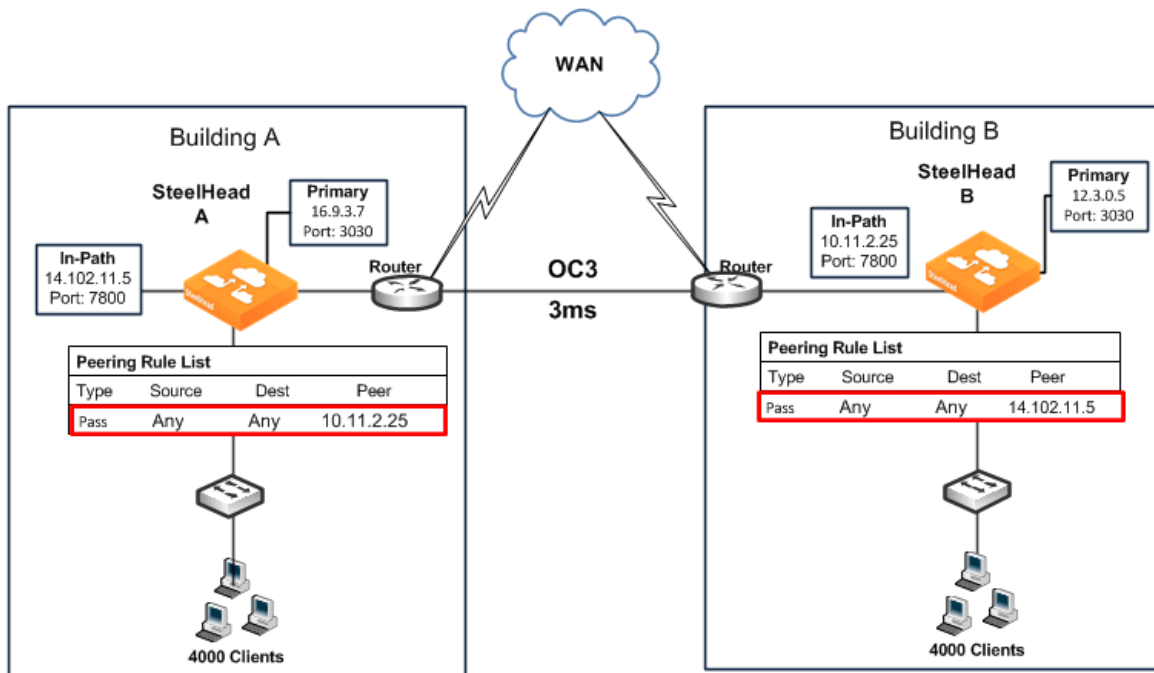 WAN
Building A
SteelHead
A
Primary
16.9.3.7
Port: 3030
In-Path
14.102.11.5
Port: 7800
SteelHead
Router
Peering Rule List
Type Source Dest Peer
Pass Any Any 10.11.2.25
4000 Clients
OC3
3ms
Building B
SteelHead
B
Primary
12.3.0.5
Port: 3030
In-Path
10.11.2.25
Port: 7800
SteelHead
Router
Peering Rule List
Type Source Dest Peer
Pass Any Any 14.102.11.5
4000 Clients